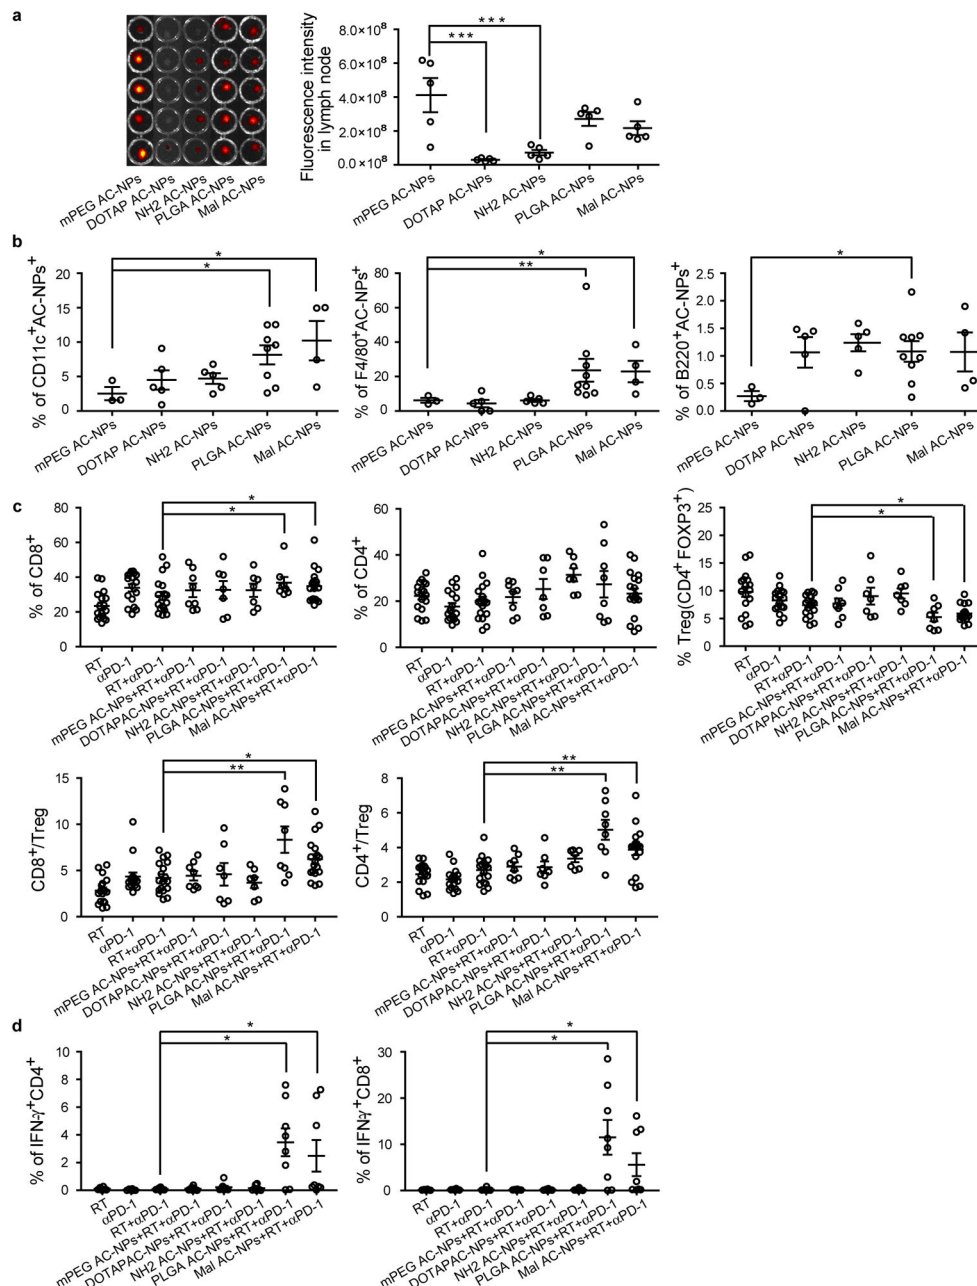 a
mPEG AC-NPs
DOTAP AC-NPs
NH2 AC-NPs
PLGA AC-NPs
Mal AC-NPs
Fluorescence intensity
in lymph node
8.0×10⁸
6.0×10⁸
4.0×10⁸
2.0×10⁸
0.0×10⁸
***
***
mPEG AC-NPs
DOTAP AC-NPs
NH2 AC-NPs
PLGA AC-NPs
Mal AC-NPs
b
% of CD11c⁺AC-NPs⁺
20
15
10
5
0
*
*
mPEG AC-NPs
DOTAP AC-NPs
NH2 AC-NPs
PLGA AC-NPs
Mal AC-NPs
% of F4/80⁺AC-NPs⁺
80
60
40
20
0
*
**
mPEG AC-NPs
DOTAP AC-NPs
NH2 AC-NPs
PLGA AC-NPs
Mal AC-NPs
% of B220⁺AC-NPs⁺
2.5
2.0
1.5
1.0
0.5
0.0
*
mPEG AC-NPs
DOTAP AC-NPs
NH2 AC-NPs
PLGA AC-NPs
Mal AC-NPs
c
% of CD8⁺
80
60
40
20
0
*
*
RT
αPD-1
RT+αPD-1
mPEG AC-NPs+RT+αPD-1
DOTAPAC-NPs+RT+αPD-1
NH2 AC-NPs+RT+αPD-1
PLGA AC-NPs+RT+αPD-1
Mal AC-NPs+RT+αPD-1
% of CD4⁺
60
40
20
0
RT
αPD-1
RT+αPD-1
mPEG AC-NPs+RT+αPD-1
DOTAPAC-NPs+RT+αPD-1
NH2 AC-NPs+RT+αPD-1
PLGA AC-NPs+RT+αPD-1
Mal AC-NPs+RT+αPD-1
% Treg(CD4⁺FOXP3⁺)
25
20
15
10
5
0
*
*
RT
αPD-1
RT+αPD-1
mPEG AC-NPs+RT+αPD-1
DOTAPAC-NPs+RT+αPD-1
NH2 AC-NPs+RT+αPD-1
PLGA AC-NPs+RT+αPD-1
Mal AC-NPs+RT+αPD-1
CD8⁺/Treg
15
10
5
0
*
**
RT
αPD-1
RT+αPD-1
mPEG AC-NPs+RT+αPD-1
DOTAPAC-NPs+RT+αPD-1
NH2 AC-NPs+RT+αPD-1
PLGA AC-NPs+RT+αPD-1
Mal AC-NPs+RT+αPD-1
CD4⁺/Treg
8
6
4
2
0
**
**
RT
αPD-1
RT+αPD-1
mPEG AC-NPs+RT+αPD-1
DOTAPAC-NPs+RT+αPD-1
NH2 AC-NPs+RT+αPD-1
PLGA AC-NPs+RT+αPD-1
Mal AC-NPs+RT+αPD-1
d
% of IFN-γ⁺CD4⁺
10
8
6
4
2
0
*
*
RT
αPD-1
RT+αPD-1
mPEG AC-NPs+RT+αPD-1
DOTAPAC-NPs+RT+αPD-1
NH2 AC-NPs+RT+αPD-1
PLGA AC-NPs+RT+αPD-1
Mal AC-NPs+RT+αPD-1
% of IFN-γ⁺CD8⁺
30
20
10
0
*
*
RT
αPD-1
RT+αPD-1
mPEG AC-NPs+RT+αPD-1
DOTAPAC-NPs+RT+αPD-1
NH2 AC-NPs+RT+αPD-1
PLGA AC-NPs+RT+αPD-1
Mal AC-NPs+RT+αPD-1